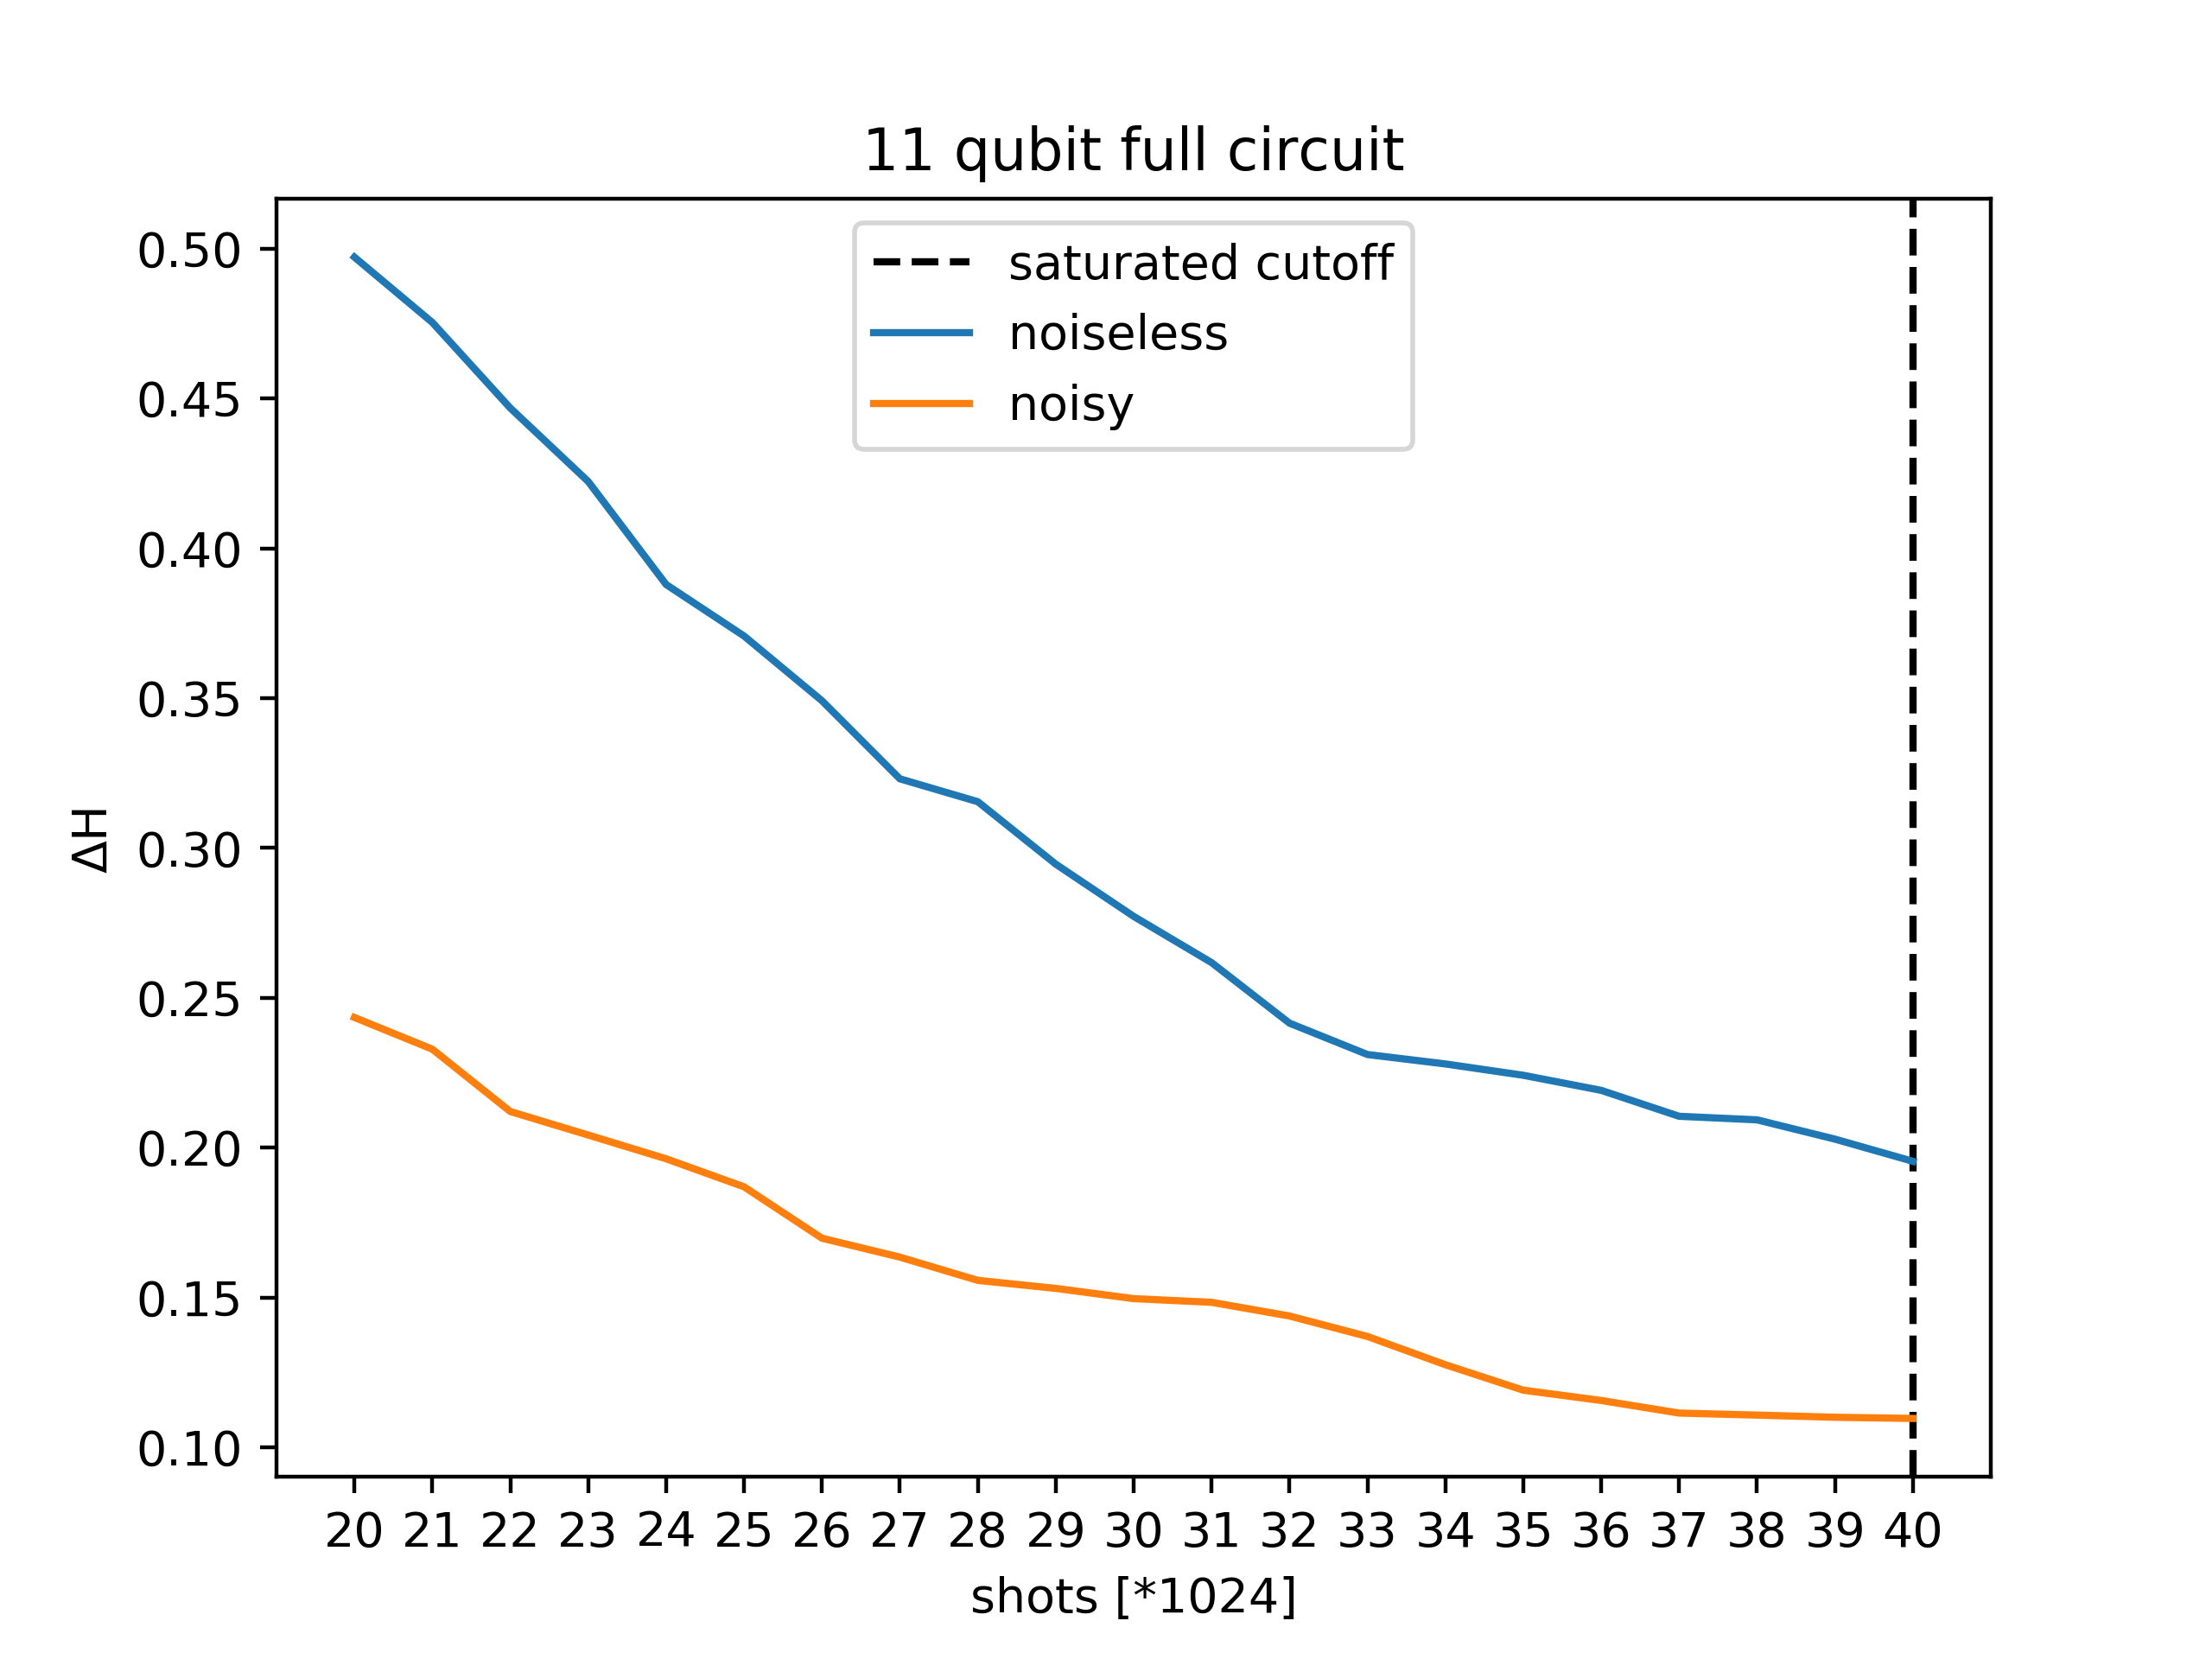 11 qubit full circuit
saturated cutoff
noiseless
noisy
0.50
0.45
0.40
0.35
0.30
0.25
0.20
0.15
0.10
ΔH
20 21 22 23 24 25 26 27 28 29 30 31 32 33 34 35 36 37 38 39 40
shots [*1024]